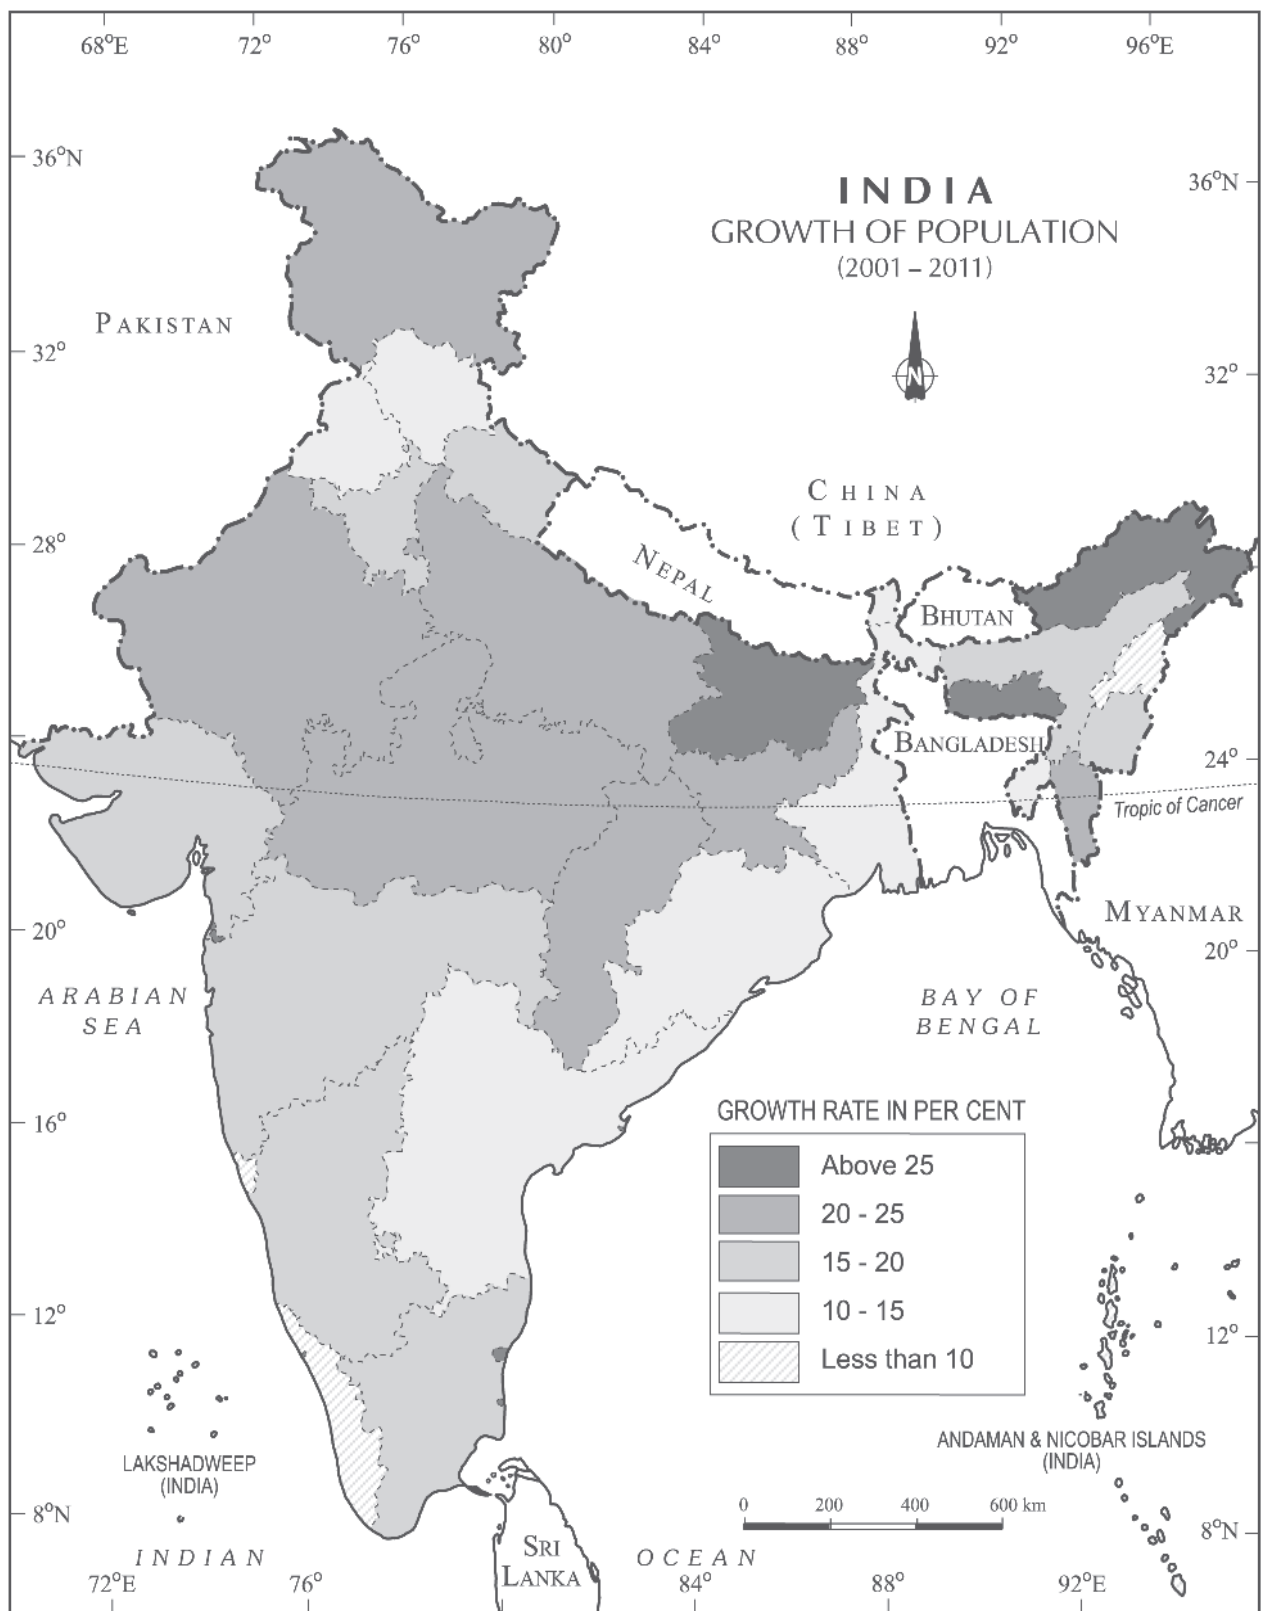 68°E 72° 76° 80° 84° 88° 92° 96°E
36°N
36°N
INDIA
GROWTH OF POPULATION
(2001 – 2011)
PAKISTAN
N
32°
32°
CHINA
(TIBET)
28°
NEPAL
BHUTAN
BANGLADESH
24°
Tropic of Cancer
MYANMAR
20°
20°
ARABIAN
SEA
BAY OF
BENGAL
16°
GROWTH RATE IN PER CENT
Above 25
20 - 25
15 - 20
10 - 15
Less than 10
12°
12°
LAKSHADWEEP
(INDIA)
ANDAMAN & NICOBAR ISLANDS
(INDIA)
0 200 400 600 km
8°N
8°N
INDIAN
SRI
LANKA
OCEAN
72°E 76° 84° 88° 92°E